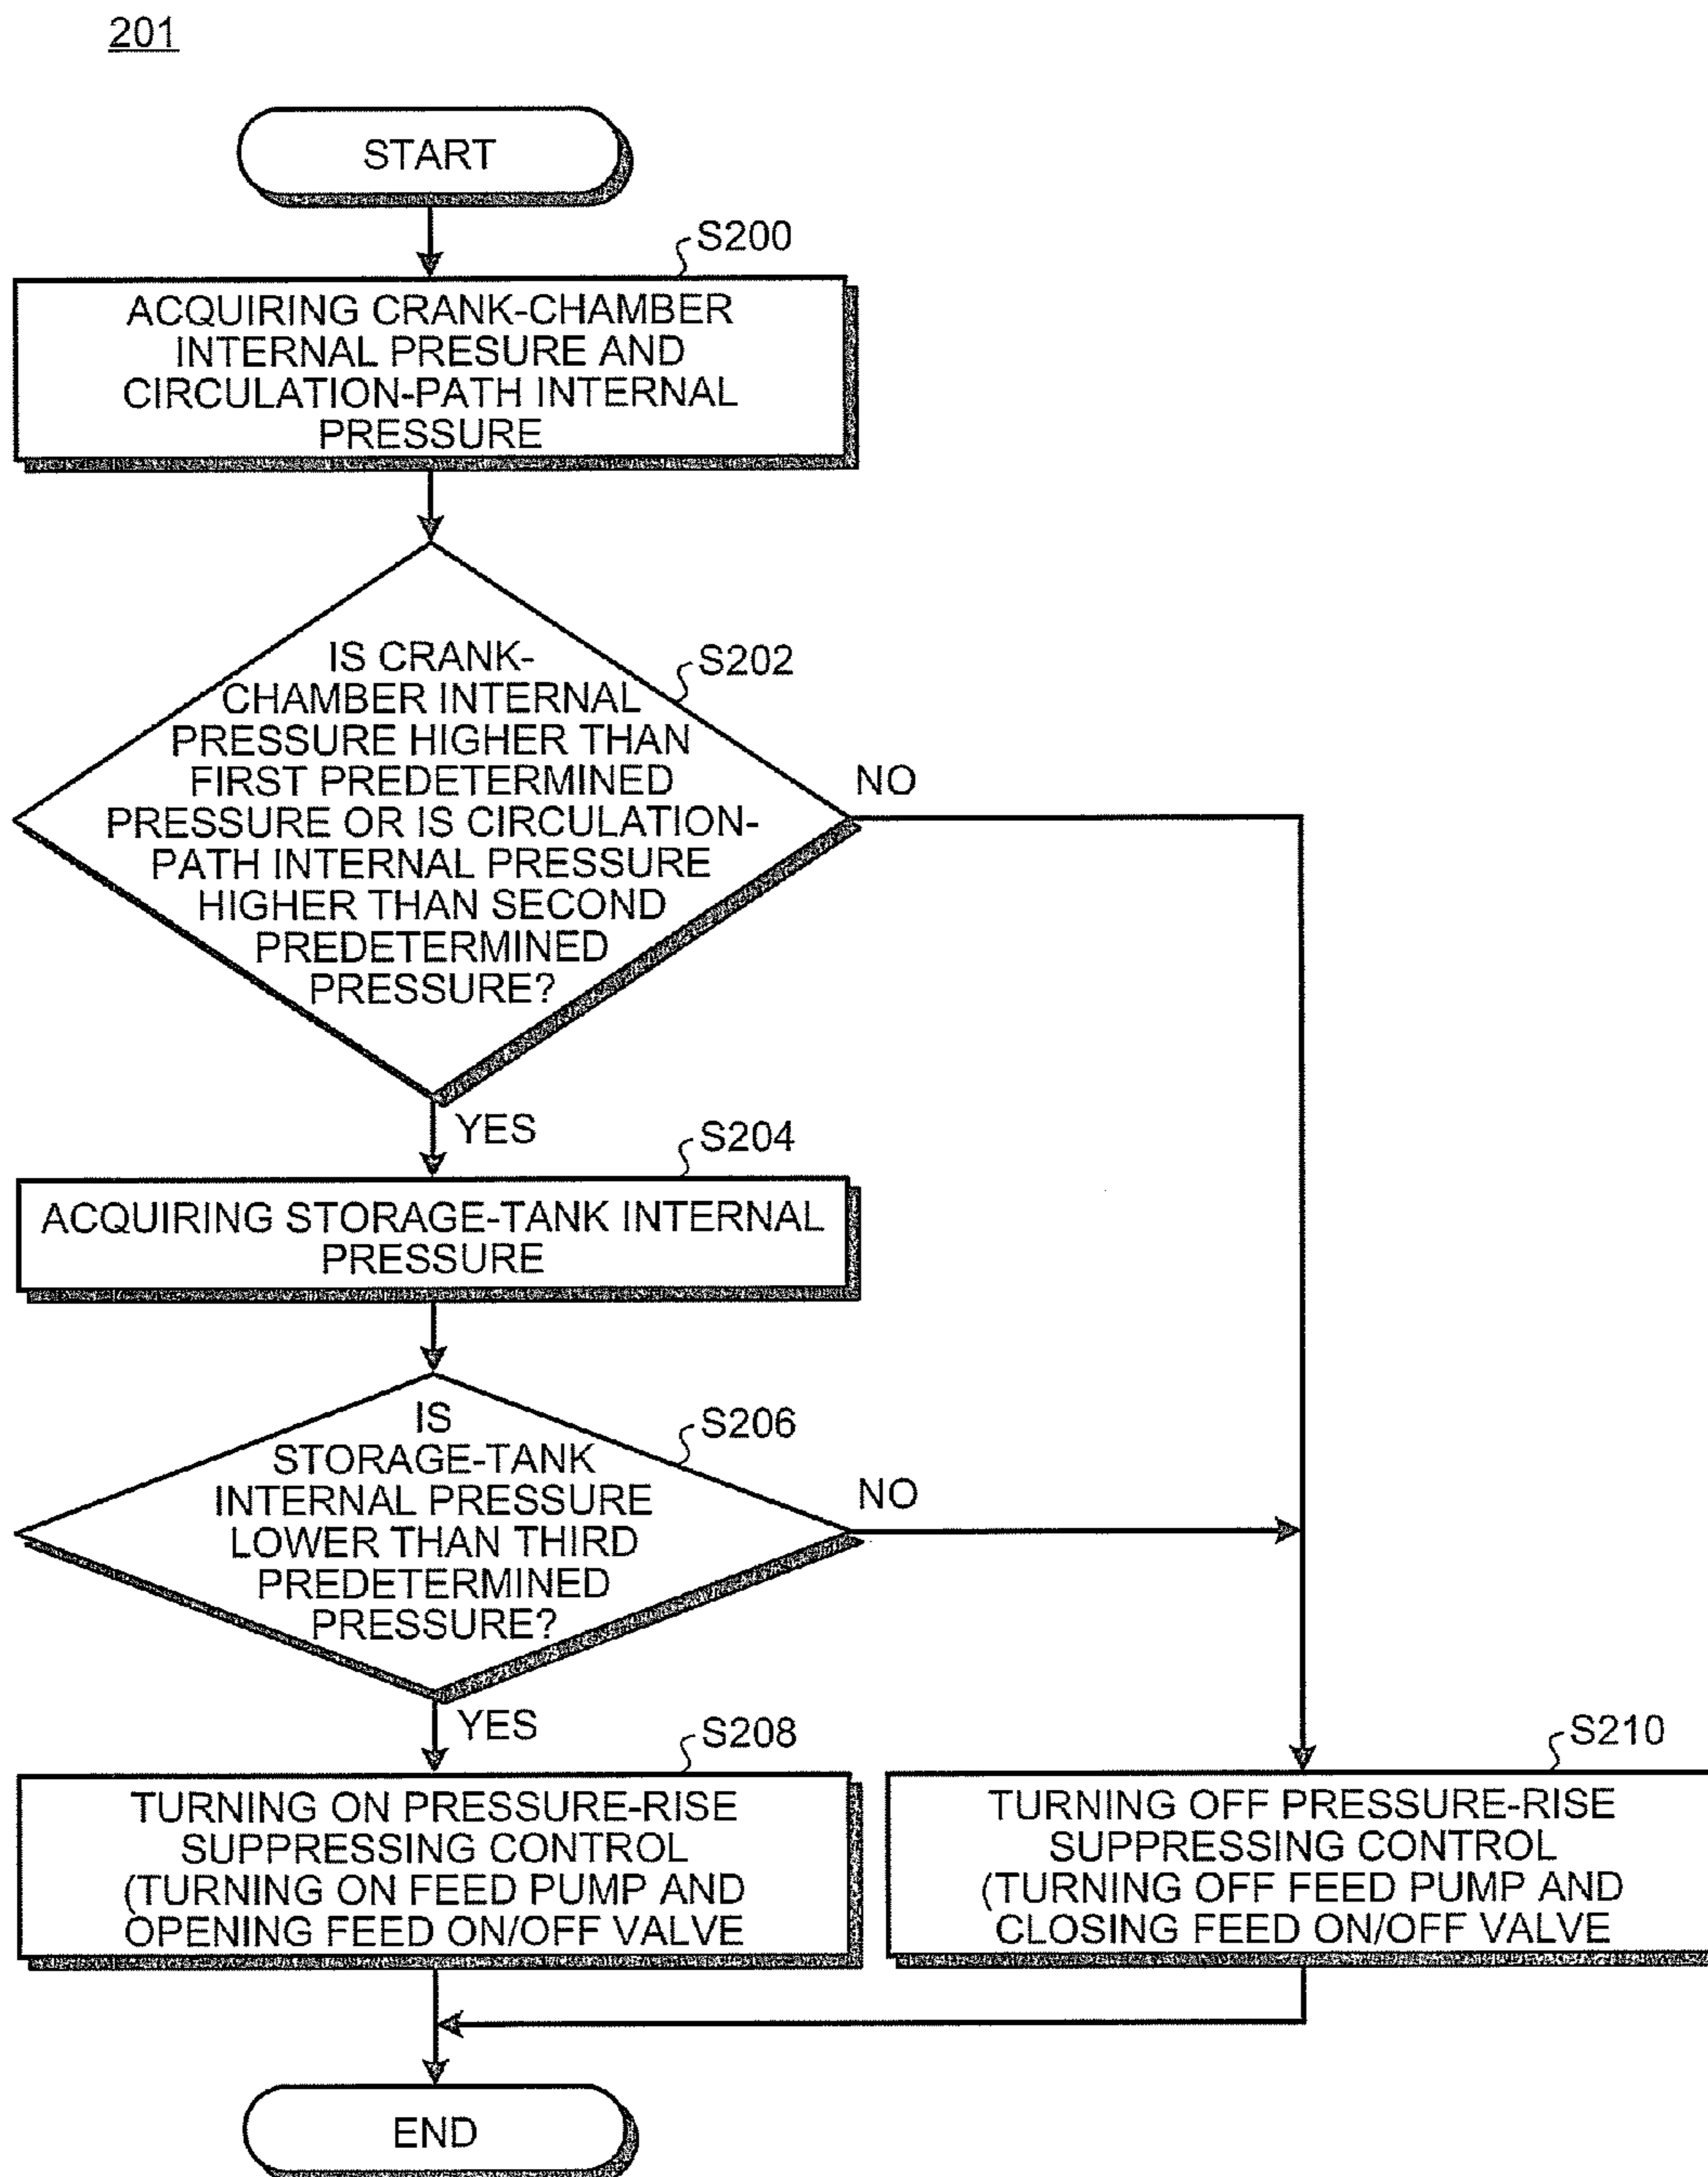 201
START
S200
ACQUIRING CRANK-CHAMBER
INTERNAL PRESURE AND
CIRCULATION-PATH INTERNAL
PRESSURE
S202
IS CRANK-
CHAMBER INTERNAL
PRESSURE HIGHER THAN
FIRST PREDETERMINED
PRESSURE OR IS CIRCULATION-
PATH INTERNAL PRESSURE
HIGHER THAN SECOND
PREDETERMINED
PRESSURE?
NO
YES
S204
ACQUIRING STORAGE-TANK INTERNAL
PRESSURE
S206
IS
STORAGE-TANK
INTERNAL PRESSURE
LOWER THAN THIRD
PREDETERMINED
PRESSURE?
NO
YES
S208
TURNING ON PRESSURE-RISE
SUPPRESSING CONTROL
(TURNING ON FEED PUMP AND
OPENING FEED ON/OFF VALVE
S210
TURNING OFF PRESSURE-RISE
SUPPRESSING CONTROL
(TURNING OFF FEED PUMP AND
CLOSING FEED ON/OFF VALVE
END